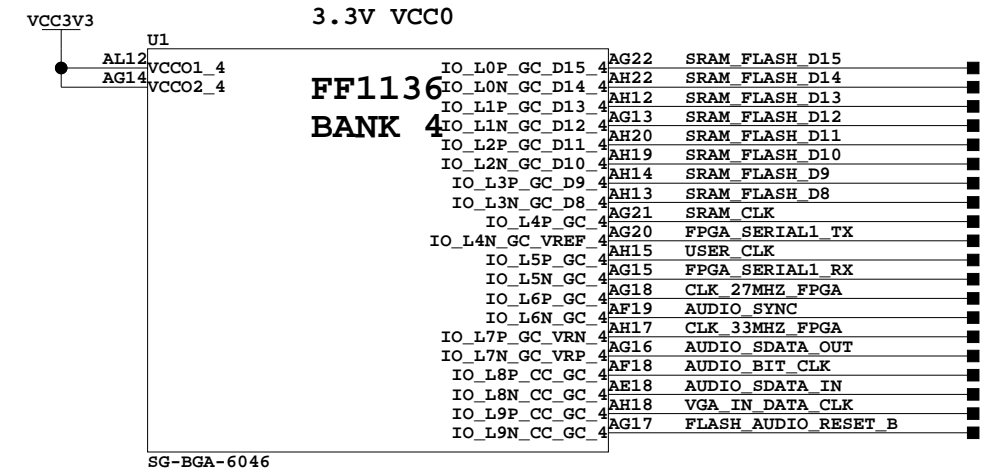 3.3V VCC0
VCC3V3
U1
AL12 VCCO1_4
AG14 VCCO2_4
FF1136
BANK 4
IO_L0P_GC_D15_4 AG22 SRAM_FLASH_D15
IO_L0N_GC_D14_4 AH22 SRAM_FLASH_D14
IO_L1P_GC_D13_4 AH12 SRAM_FLASH_D13
IO_L1N_GC_D12_4 AG13 SRAM_FLASH_D12
IO_L2P_GC_D11_4 AH20 SRAM_FLASH_D11
IO_L2N_GC_D10_4 AH19 SRAM_FLASH_D10
IO_L3P_GC_D9_4 AH14 SRAM_FLASH_D9
IO_L3N_GC_D8_4 AH13 SRAM_FLASH_D8
IO_L4P_GC_4 AG21 SRAM_CLK
IO_L4N_GC_VREF_4 AG20 FPGA_SERIAL1_TX
IO_L5P_GC_4 AH15 USER_CLK
IO_L5N_GC_4 AG15 FPGA_SERIAL1_RX
IO_L6P_GC_4 AG18 CLK_27MHZ_FPGA
IO_L6N_GC_4 AF19 AUDIO_SYNC
IO_L7P_GC_VRN_4 AH17 CLK_33MHZ_FPGA
IO_L7N_GC_VRP_4 AG16 AUDIO_SDATA_OUT
IO_L8P_CC_GC_4 AF18 AUDIO_BIT_CLK
IO_L8N_CC_GC_4 AE18 AUDIO_SDATA_IN
IO_L9P_CC_GC_4 AH18 VGA_IN_DATA_CLK
IO_L9N_CC_GC_4 AG17 FLASH_AUDIO_RESET_B
SG-BGA-6046